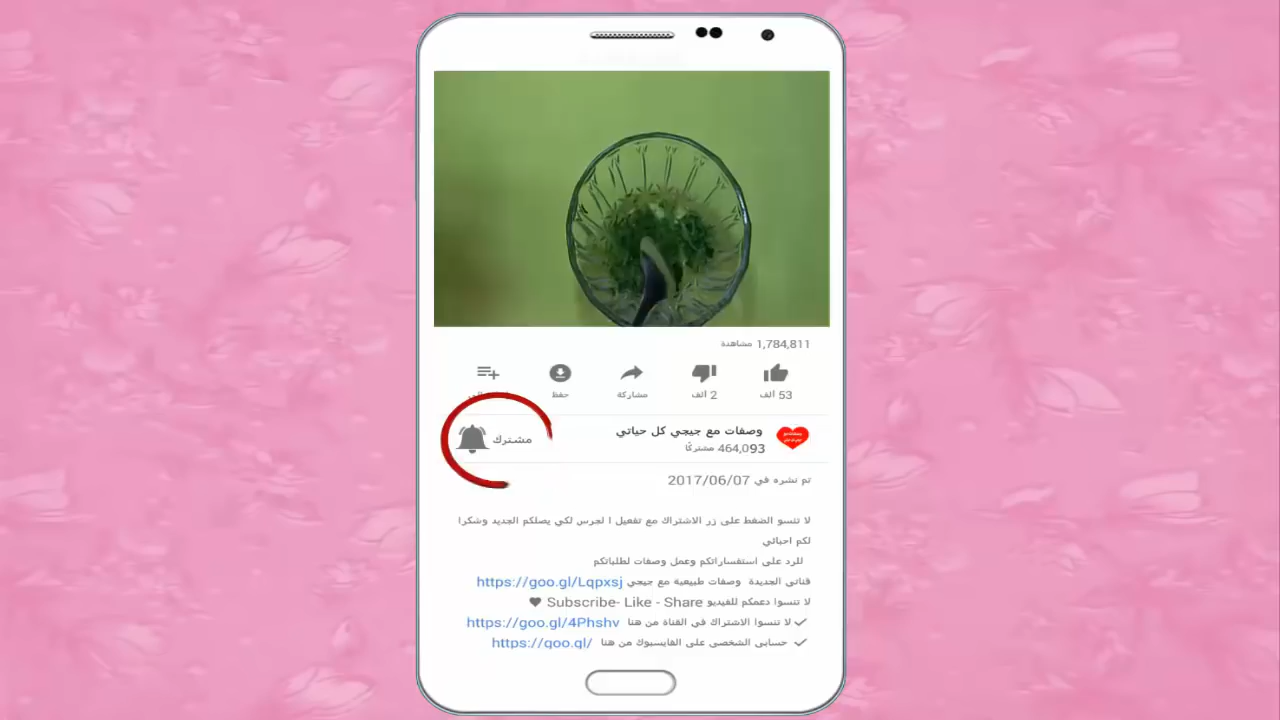 1,784,811 مشاهدة
53 ألف
2 ألف
مشاركة
حفظ
وصفات مع جيجي كل حياتي
464,093 مشتركًا
مشترك
تم نشره في 2017/06/07
لا تنسو الضغط على زر الاشتراك مع تفعيل ا لجرس لكي يصلكم الجديد وشكرا
لكم احبائي
للرد على استفساراتكم وعمل وصفات لطلباتكم
قناتى الجديدة وصفات طبيعية مع جيجي https://goo.gl/Lqpxsj
لا تنسوا دعمكم للفيديو Subscribe- Like - Share ♥
✓ لا تنسوا الاشتراك فى القناة من هنا https://goo.gl/4Phshv
✓ حسابى الشخصى على الفايسبوك من هنا https://goo.gl/